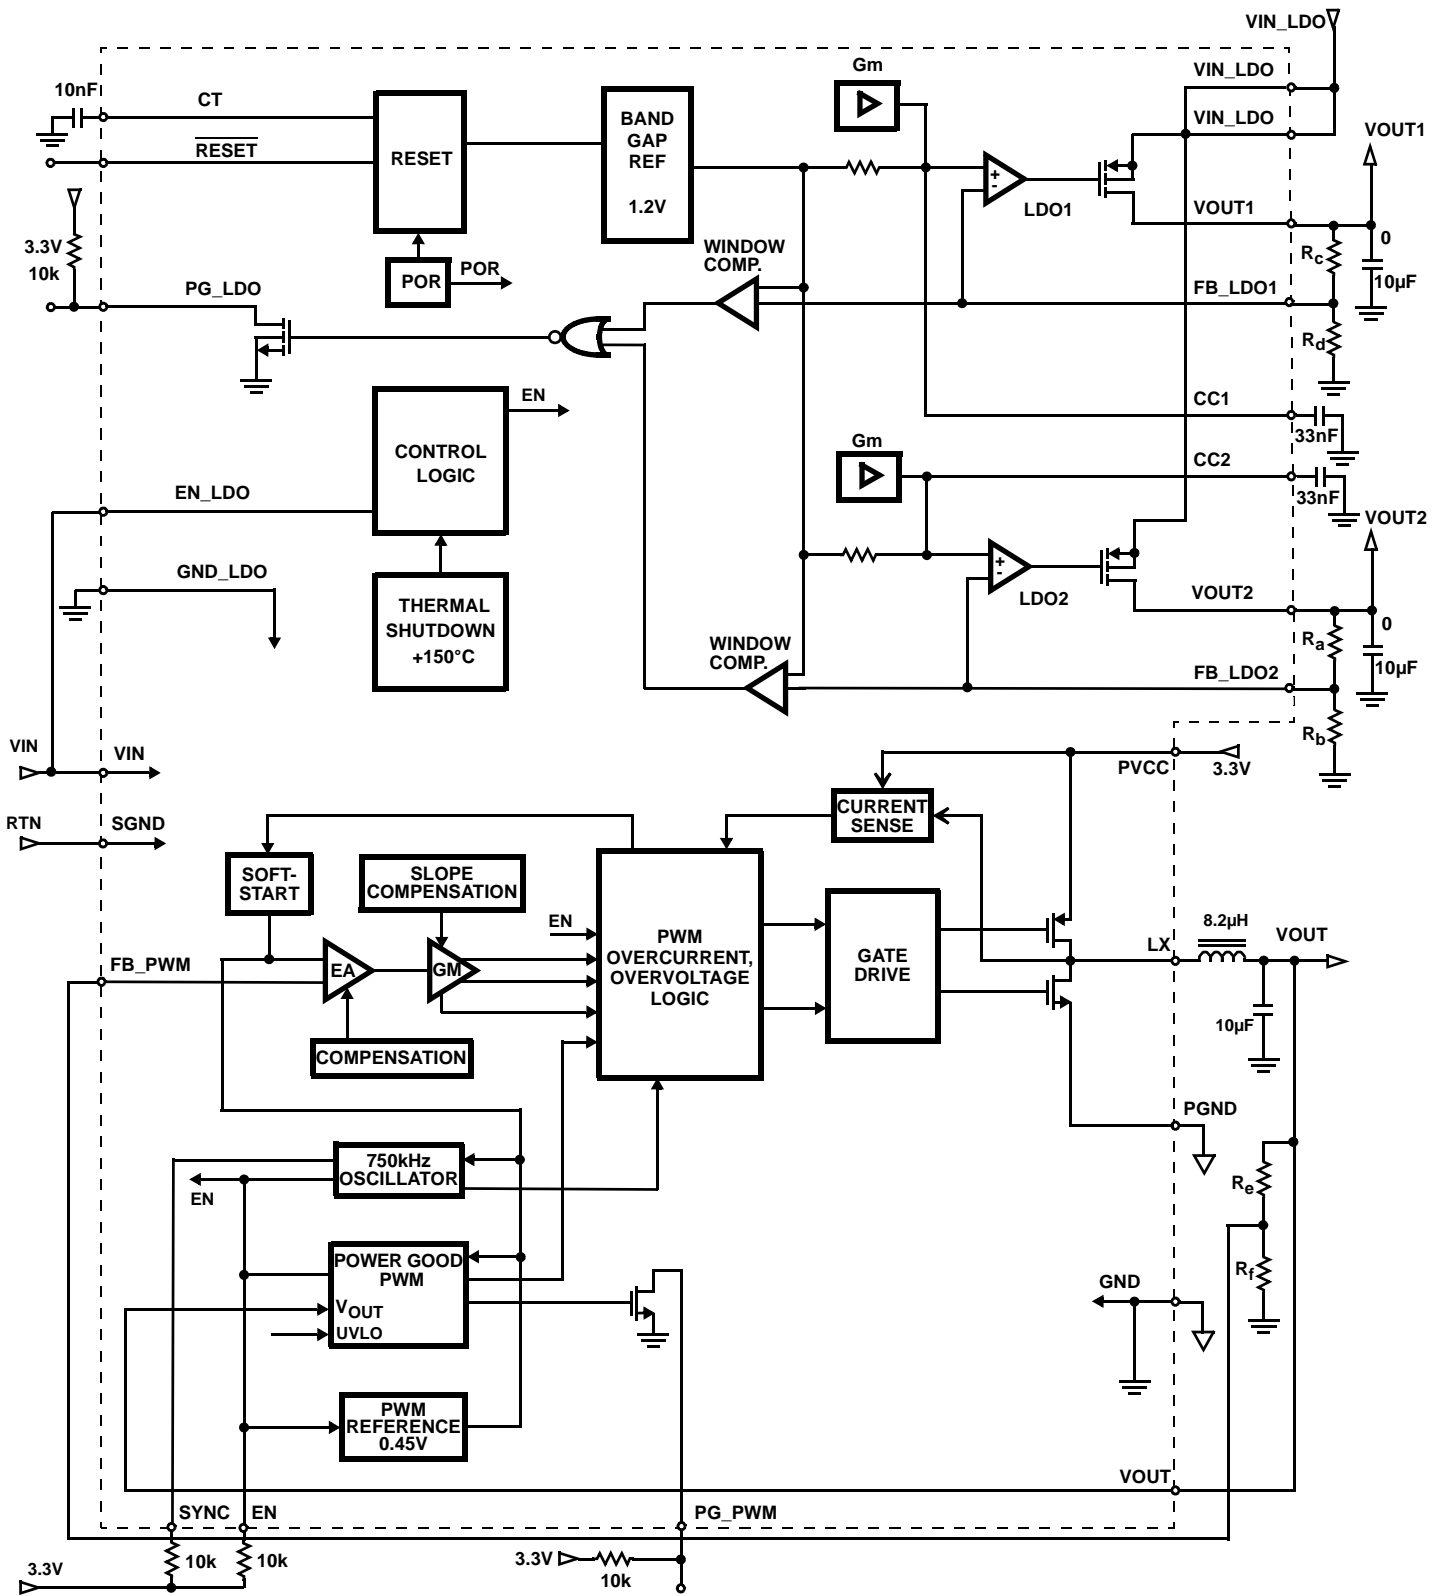 VIN_LDO
Gm
VIN_LDO
10nF
CT
VIN_LDO
VOUT1
RESET
RESET
BAND
GAP
REF
1.2V
+
-
LDO1
VOUT1
0
3.3V
10k
POR
POR
WINDOW
COMP.
Rc
10µF
PG_LDO
FB_LDO1
Rd
EN
CC1
33nF
CONTROL
LOGIC
Gm
CC2
33nF
EN_LDO
VOUT2
+
-
LDO2
GND_LDO
VOUT2
0
THERMAL
SHUTDOWN
+150°C
WINDOW
COMP.
Ra
10µF
FB_LDO2
Rb
VIN
VIN
PVCC
3.3V
RTN
SGND
CURRENT
SENSE
SOFT-
START
SLOPE
COMPENSATION
EN
PWM
OVERCURRENT,
OVERVOLTAGE
LOGIC
GATE
DRIVE
8.2µH
LX
VOUT
FB_PWM
EA
GM
10µF
COMPENSATION
PGND
750kHz
OSCILLATOR
EN
Re
POWER GOOD
PWM
VOUT
UVLO
GND
Rf
PWM
REFERENCE
0.45V
VOUT
SYNC
EN
PG_PWM
10k
10k
3.3V
10k
3.3V